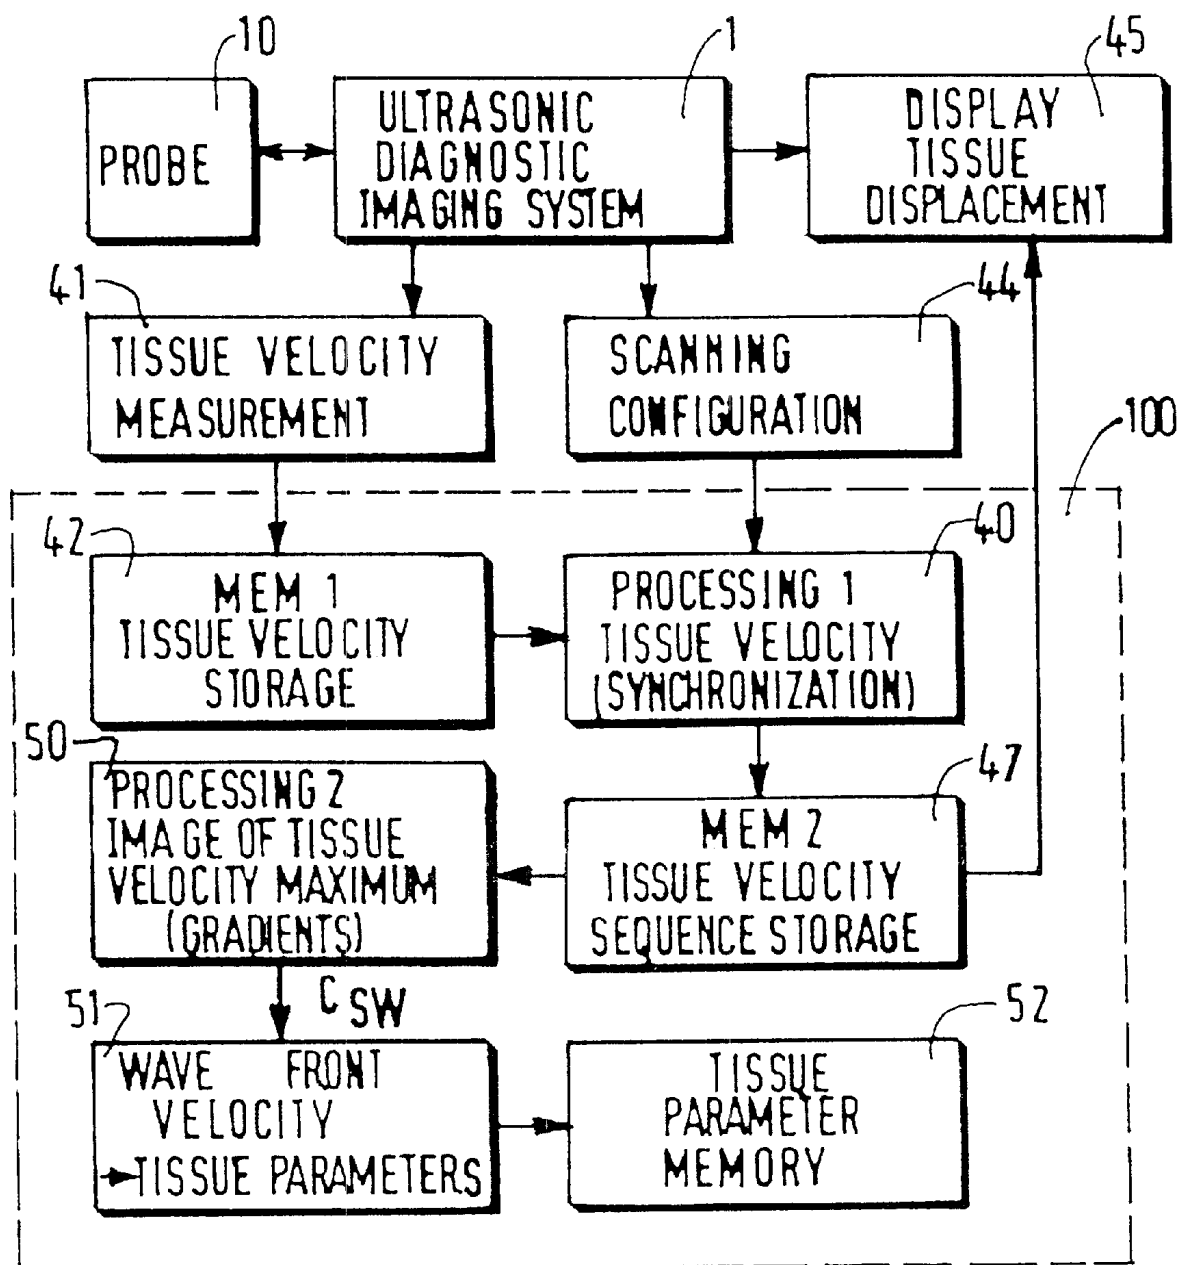 10
1
45
PROBE
ULTRASONIC
DIAGNOSTIC
IMAGING SYSTEM
DISPLAY
TISSUE
DISPLACEMENT
41
44
TISSUE VELOCITY
MEASUREMENT
SCANNING
CONFIGURATION
100
42
40
MEM 1
TISSUE VELOCITY
STORAGE
PROCESSING 1
TISSUE VELOCITY
(SYNCHRONIZATION)
50
47
PROCESSING 2
IMAGE OF TISSUE
VELOCITY MAXIMUM
(GRADIENTS)
MEM 2
TISSUE VELOCITY
SEQUENCE STORAGE
C SW
51
52
WAVE FRONT
VELOCITY
→TISSUE PARAMETERS
TISSUE
PARAMETER
MEMORY